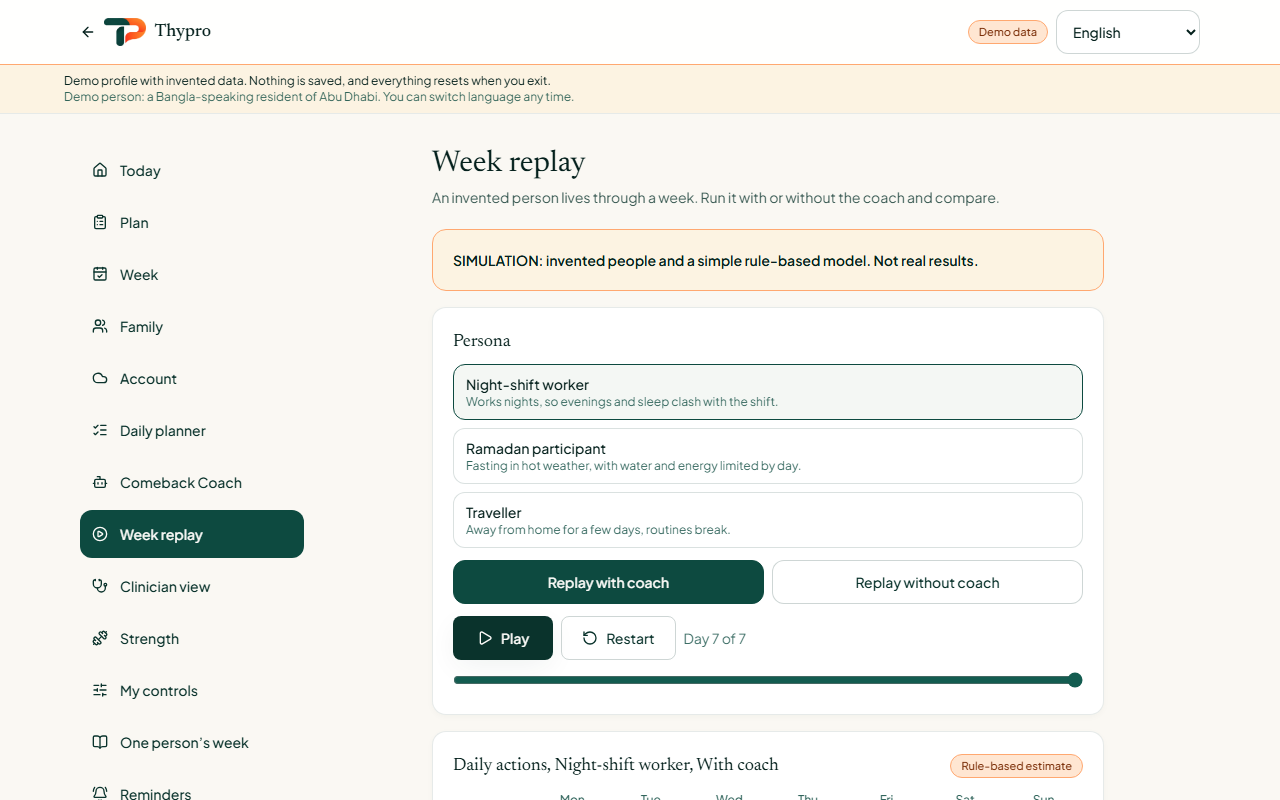 Thypro
Demo data
English
Demo profile with invented data. Nothing is saved, and everything resets when you exit.
Demo person: a Bangla-speaking resident of Abu Dhabi. You can switch language any time.
Today
Plan
Week
Family
Account
Daily planner
Comeback Coach
Week replay
Clinician view
Strength
My controls
One person's week
Reminders
Week replay
An invented person lives through a week. Run it with or without the coach and compare.
SIMULATION: invented people and a simple rule-based model. Not real results.
Persona
Night-shift worker
Works nights, so evenings and sleep clash with the shift.
Ramadan participant
Fasting in hot weather, with water and energy limited by day.
Traveller
Away from home for a few days, routines break.
Replay with coach
Replay without coach
Play
Restart
Day 7 of 7
Daily actions, Night-shift worker, With coach
Rule-based estimate
Mon Tue Wed Thu Fri Sat Sun